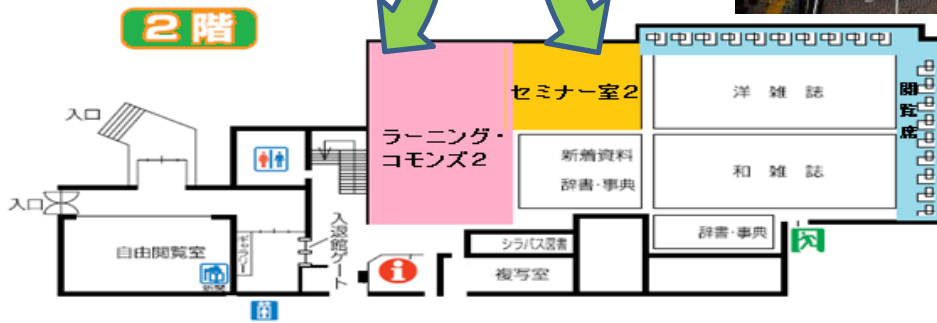 2階
入口
入口
自由閲覧室
新聞
入退館ゲート
ラーニング・
コモンズ2
セミナー室2
新着資料
辞書・事典
洋雑誌
和雑誌
閲覧席
辞書・事典
シラバス図書
複写室